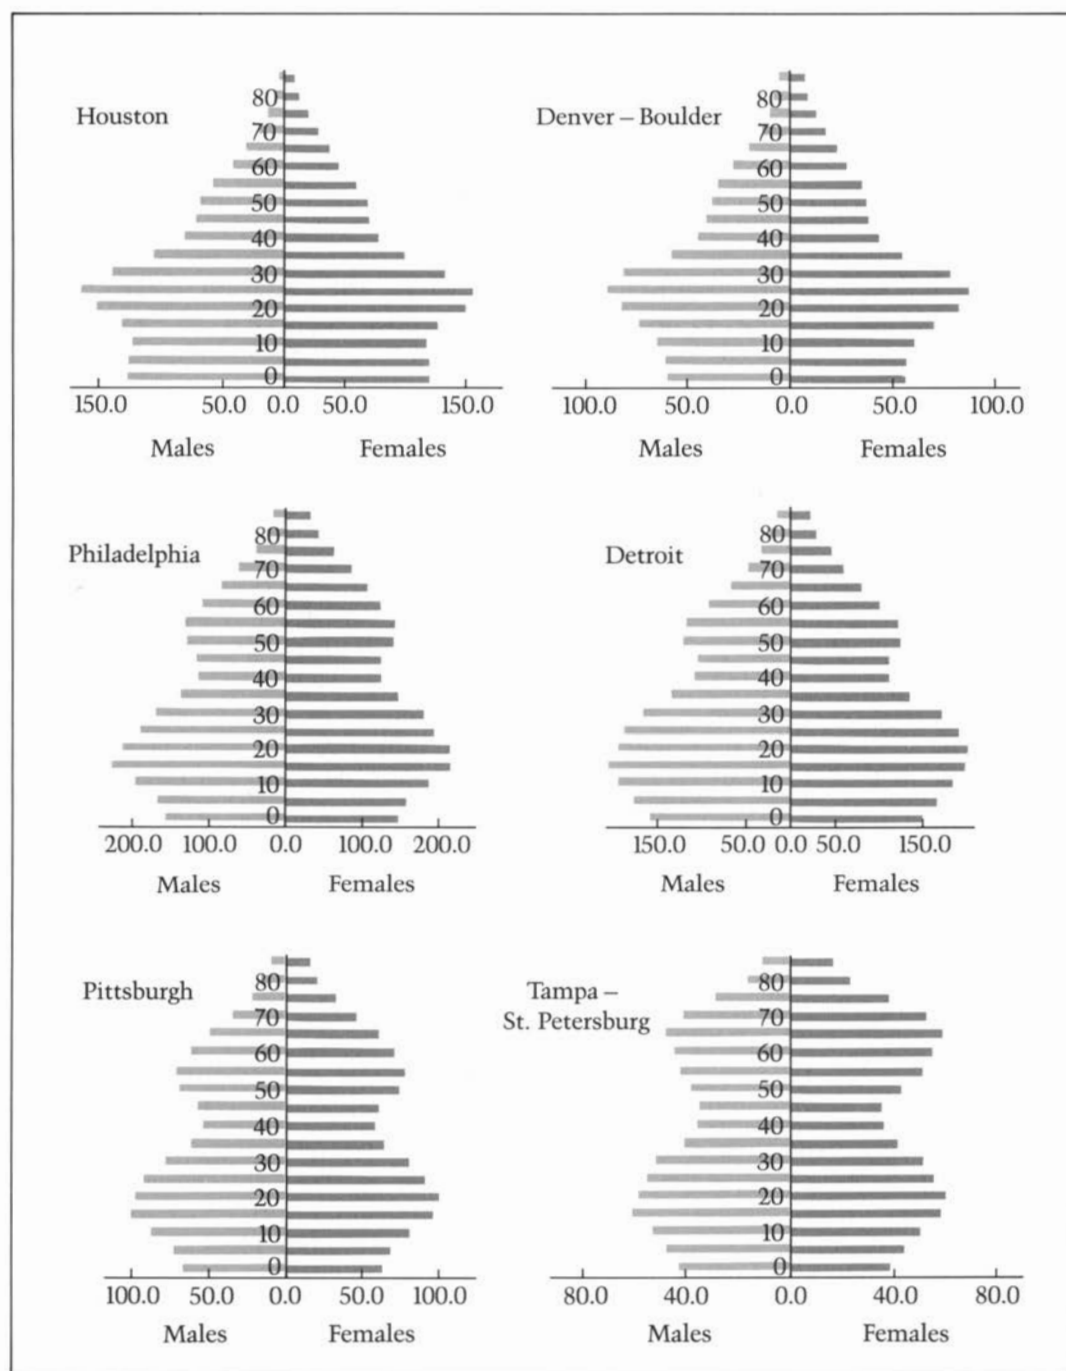 Houston
80
70
60
50
40
30
20
10
0
150.0 50.0 0.0 50.0 150.0
Males Females
Denver – Boulder
80
70
60
50
40
30
20
10
0
100.0 50.0 0.0 50.0 100.0
Males Females
Philadelphia
80
70
60
50
40
30
20
10
0
200.0 100.0 0.0 100.0 200.0
Males Females
Detroit
80
70
60
50
40
30
20
10
0
150.0 50.0 0.0 50.0 150.0
Males Females
Pittsburgh
80
70
60
50
40
30
20
10
0
100.0 50.0 0.0 50.0 100.0
Males Females
Tampa –
St. Petersburg
80
70
60
50
40
30
20
10
0
80.0 40.0 0.0 40.0 80.0
Males Females